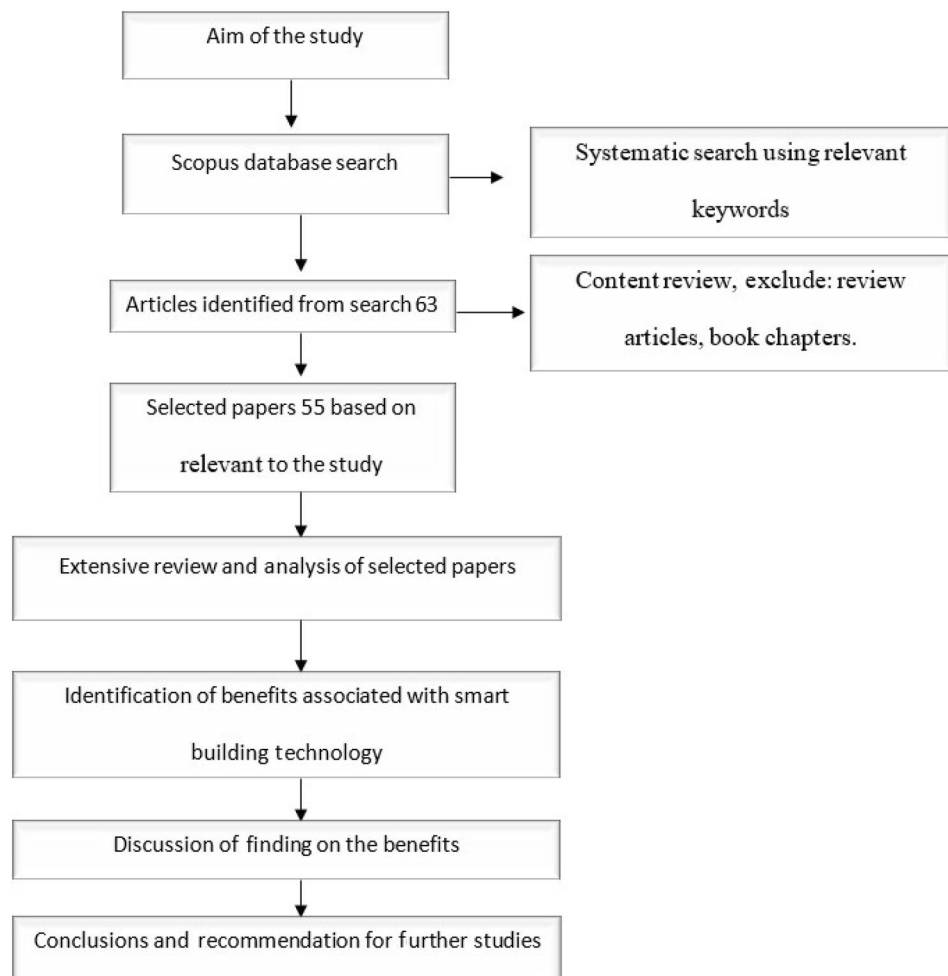 Aim of the study
Scopus database search
Systematic search using relevant
keywords
Articles identified from search 63
Content review, exclude: review
articles, book chapters.
Selected papers 55 based on
relevant to the study
Extensive review and analysis of selected papers
Identification of benefits associated with smart
building technology
Discussion of finding on the benefits
Conclusions and recommendation for further studies